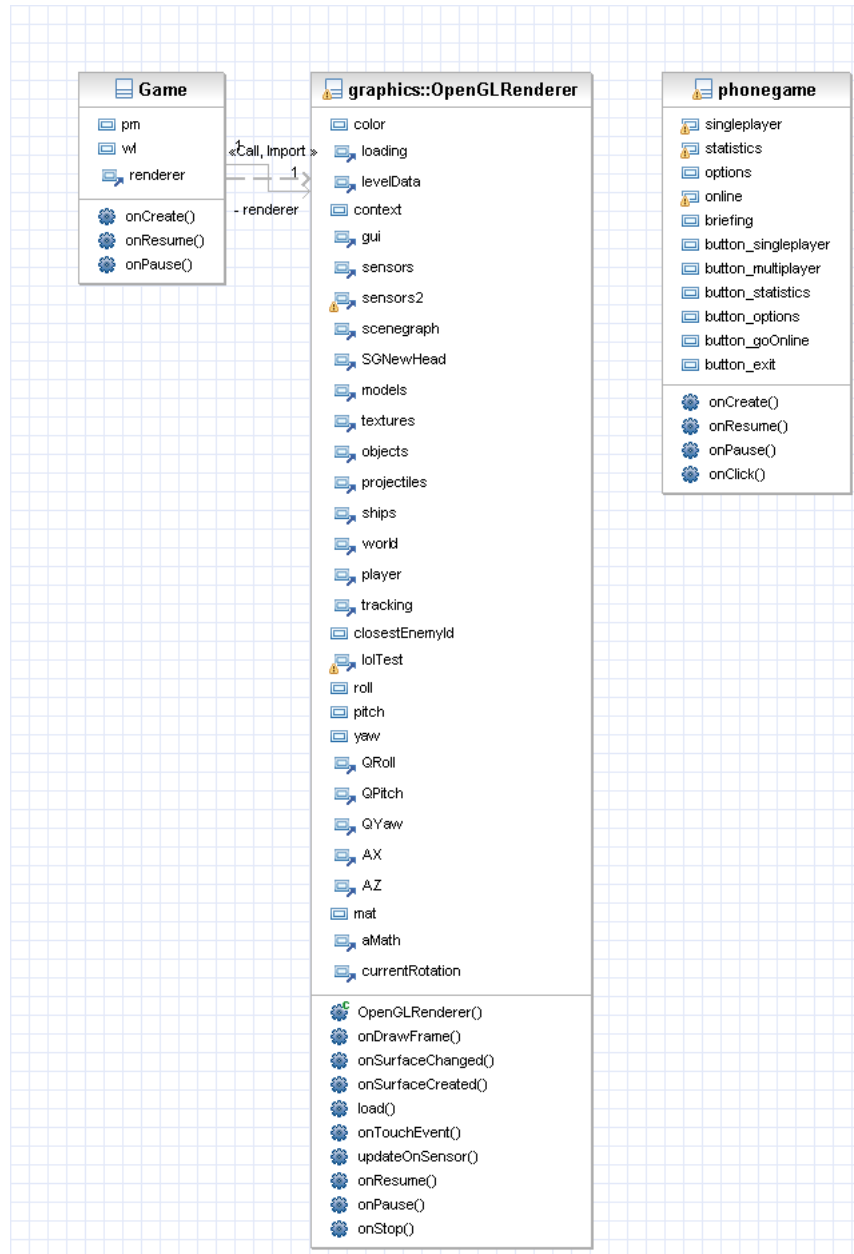 Game
pm
wl
renderer
onCreate()
onResume()
onPause()
1
«Call, Import »
1
- renderer
graphics::OpenGLRenderer
color
loading
levelData
context
gui
sensors
sensors2
scenegraph
SGNewHead
models
textures
objects
projectiles
ships
world
player
tracking
closestEnemyId
lolTest
roll
pitch
yaw
QRoll
QPitch
QYaw
AX
AZ
mat
aMath
currentRotation
OpenGLRenderer()
onDrawFrame()
onSurfaceChanged()
onSurfaceCreated()
load()
onTouchEvent()
updateOnSensor()
onResume()
onPause()
onStop()
phonegame
singleplayer
statistics
options
online
briefing
button_singleplayer
button_multiplayer
button_statistics
button_options
button_goOnline
button_exit
onCreate()
onResume()
onPause()
onClick()